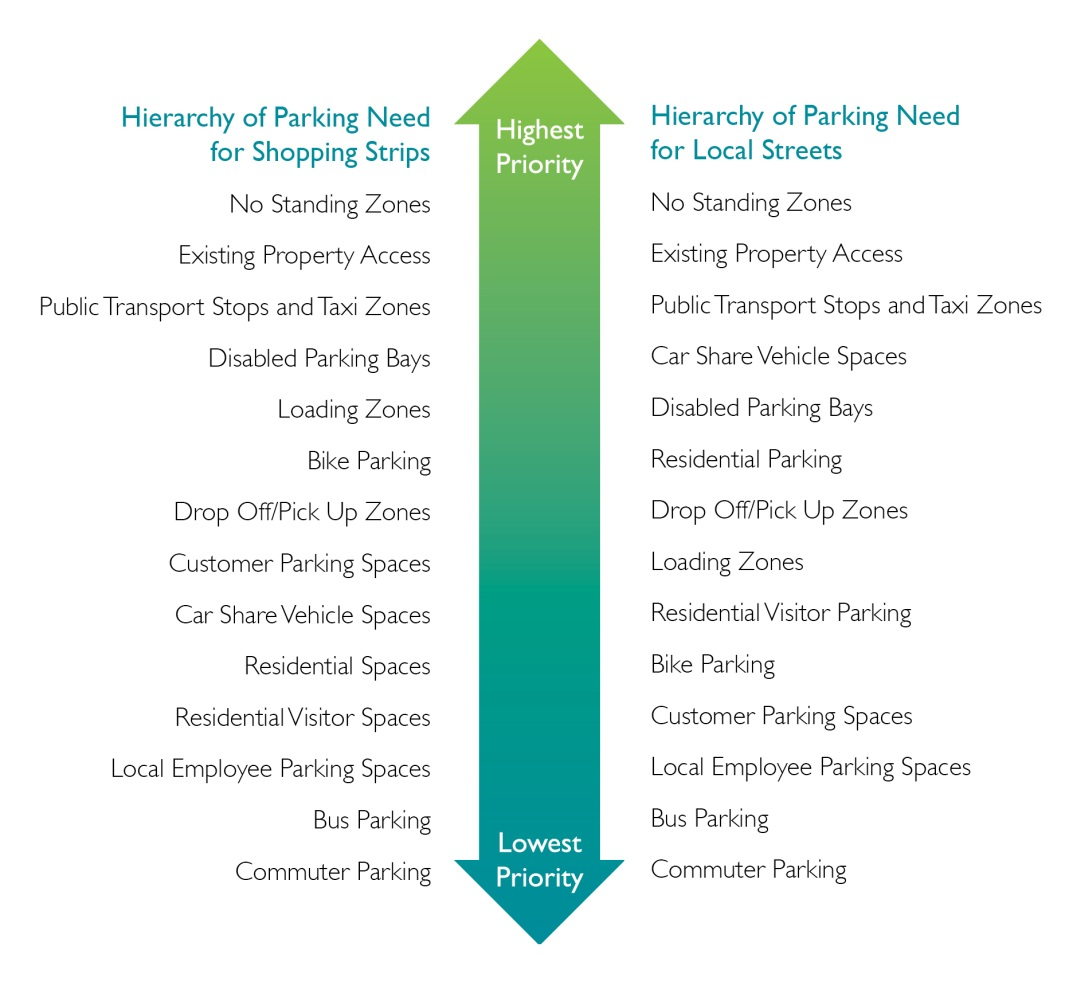 Hierarchy of Parking Need
for Shopping Strips
No Standing Zones
Existing Property Access
Public Transport Stops and Taxi Zones
Disabled Parking Bays
Loading Zones
Bike Parking
Drop Off/Pick Up Zones
Customer Parking Spaces
Car Share Vehicle Spaces
Residential Spaces
Residential Visitor Spaces
Local Employee Parking Spaces
Bus Parking
Commuter Parking
Highest
Priority
Lowest
Priority
Hierarchy of Parking Need
for Local Streets
No Standing Zones
Existing Property Access
Public Transport Stops and Taxi Zones
Car Share Vehicle Spaces
Disabled Parking Bays
Residential Parking
Drop Off/Pick Up Zones
Loading Zones
Residential Visitor Parking
Bike Parking
Customer Parking Spaces
Local Employee Parking Spaces
Bus Parking
Commuter Parking